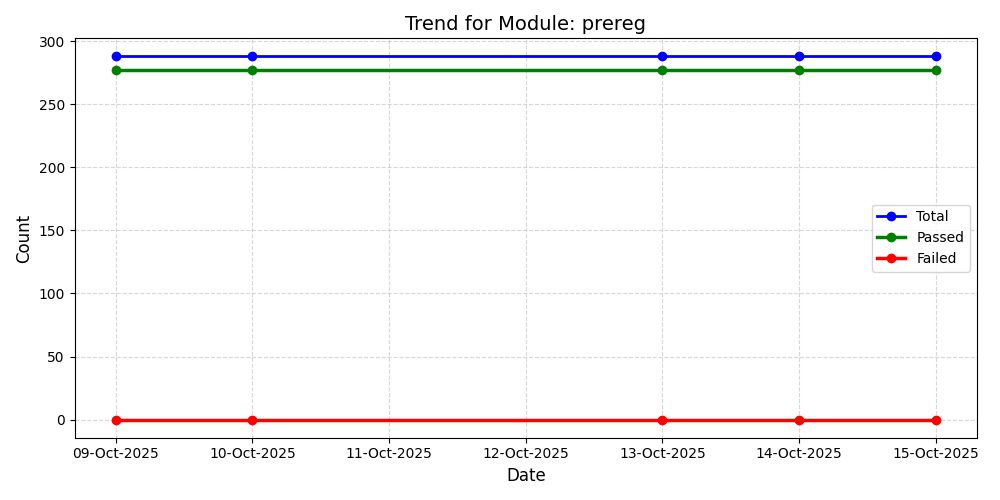 Trend for Module: prereg
300
250
200
150
100
50
0
Count
Total
Passed
Failed
09-Oct-2025 10-Oct-2025 11-Oct-2025 12-Oct-2025 13-Oct-2025 14-Oct-2025 15-Oct-2025
Date